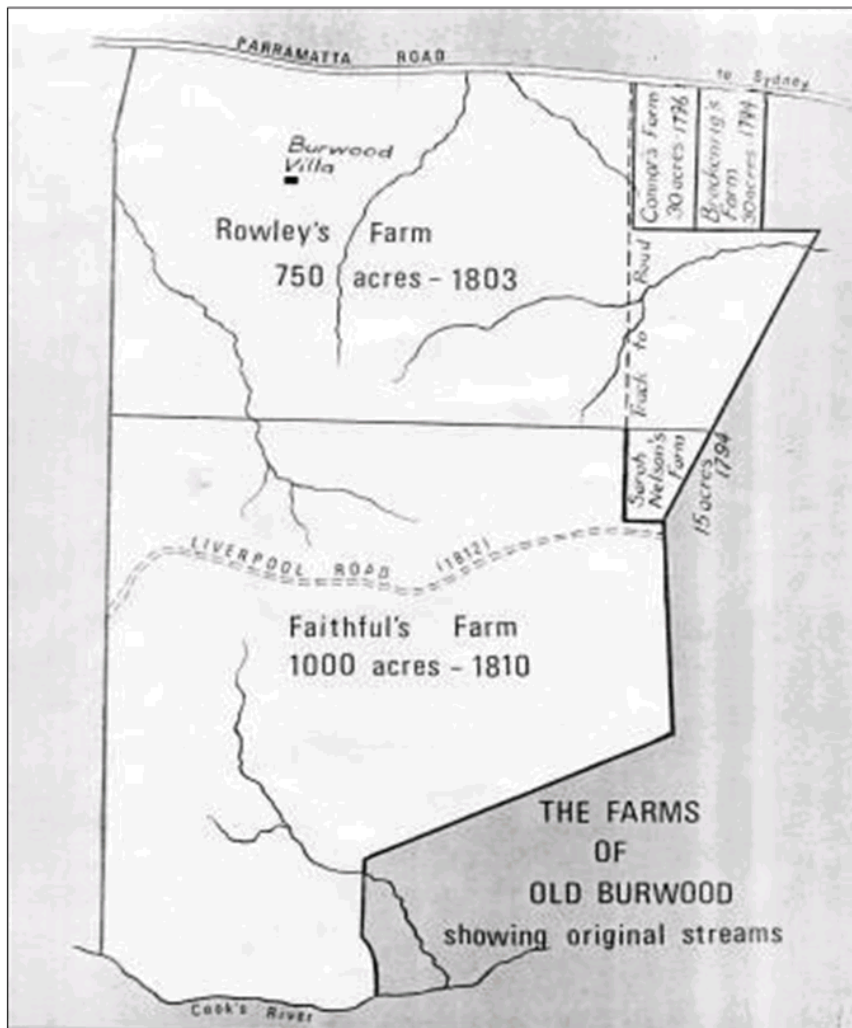 PARRAMATTA ROAD
to Sydney
Burwood
Villa
Connor's Farm
30 acres 1796
Farm
30 acres 1794
Rowley's Farm
750 acres - 1803
Track to Road
Sarah
Nelson's
Farm
15 acres
1794
LIVERPOOL ROAD (1812)
Faithful's Farm
1000 acres - 1810
THE FARMS
OF
OLD BURWOOD
showing original streams
Cook's River